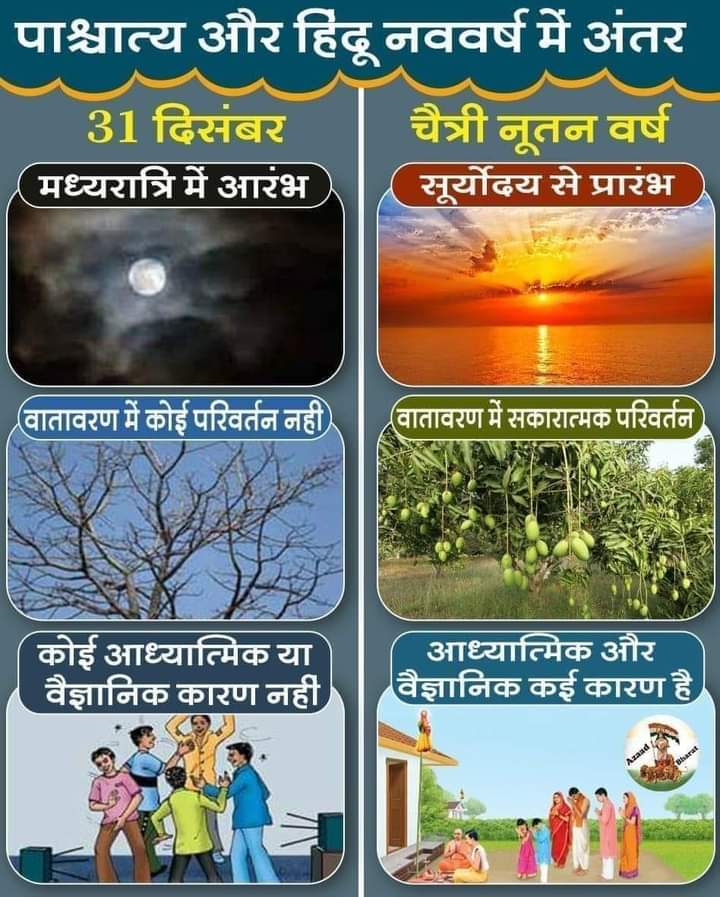 पाश्चात्य और हिंदू नववर्ष में अंतर
31 दिसंबर
मध्यरात्रि में आरंभ
वातावरण में कोई परिवर्तन नही
कोई आध्यात्मिक या
वैज्ञानिक कारण नही
चैत्री नूतन वर्ष
सूर्योदय से प्रारंभ
वातावरण में सकारात्मक परिवर्तन
आध्यात्मिक और
वैज्ञानिक कई कारण है
Azaad Bharat